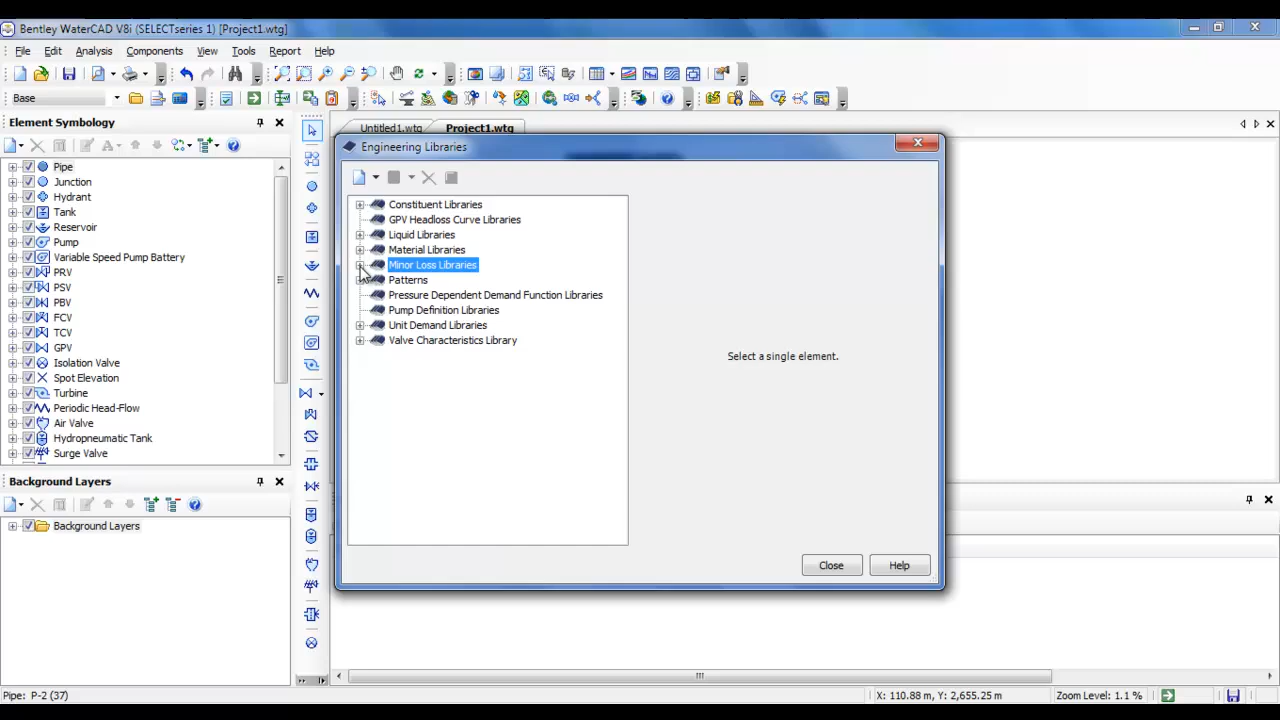 Bentley WaterCAD V8i (SELECTseries 1) [Project1.wtg]
File Edit Analysis Components View Tools Report Help
Base
Element Symbology
Untitled1.wtg Project1.wtg
Engineering Libraries
Pipe
Junction
Hydrant
Tank
Reservoir
Pump
Variable Speed Pump Battery
PRV
PSV
PBV
FCV
TCV
GPV
Isolation Valve
Spot Elevation
Turbine
Periodic Head-Flow
Air Valve
Hydropneumatic Tank
Surge Valve
Constituent Libraries
GPV Headloss Curve Libraries
Liquid Libraries
Material Libraries
Minor Loss Libraries
Patterns
Pressure Dependent Demand Function Libraries
Pump Definition Libraries
Unit Demand Libraries
Valve Characteristics Library
Select a single element.
Close Help
Background Layers
Background Layers
Pipe: P-2 (37)
X: 110.88 m, Y: 2,655.25 m
Zoom Level: 1.1 %